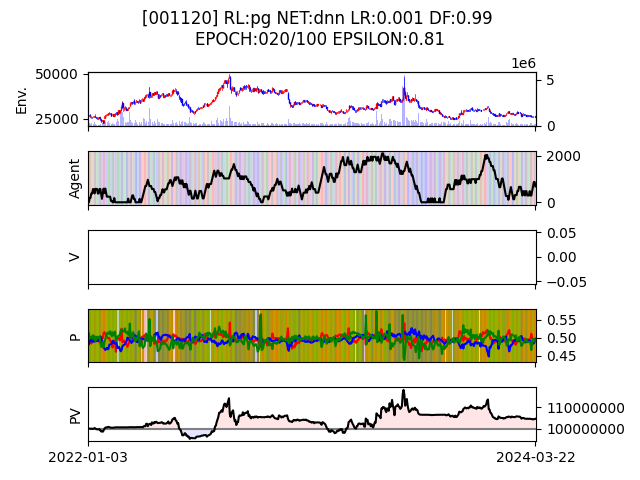 [001120] RL:pg NET:dnn LR:0.001 DF:0.99
EPOCH:020/100 EPSILON:0.81
1e6
50000
25000
Env.
5
0
Agent
2000
0
V
0.05
0.00
−0.05
P
0.55
0.50
0.45
PV
110000000
100000000
2022-01-03
2024-03-22